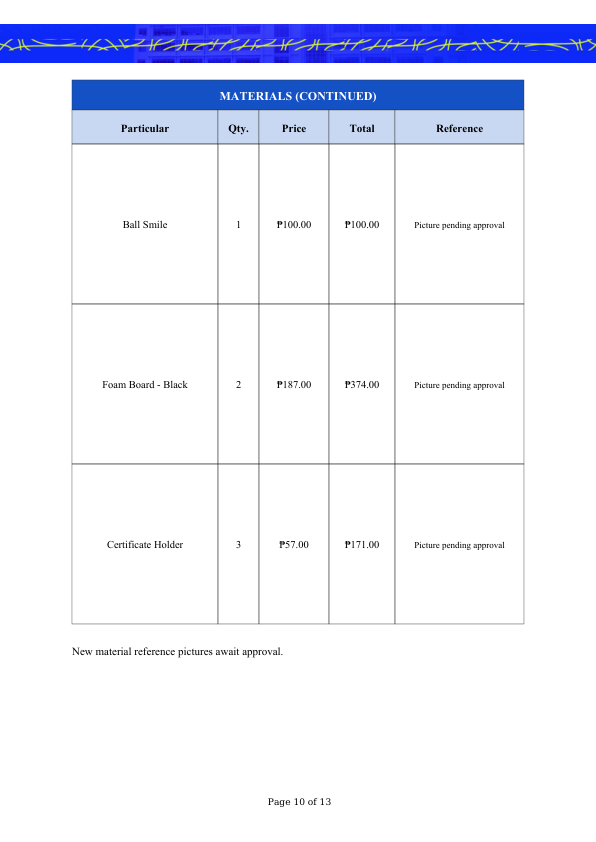 MATERIALS (CONTINUED)
Particular Qty. Price Total Reference
Ball Smile 1 ₱100.00 ₱100.00 Picture pending approval
Foam Board - Black 2 ₱187.00 ₱374.00 Picture pending approval
Certificate Holder 3 ₱57.00 ₱171.00 Picture pending approval
New material reference pictures await approval.
Page 10 of 13